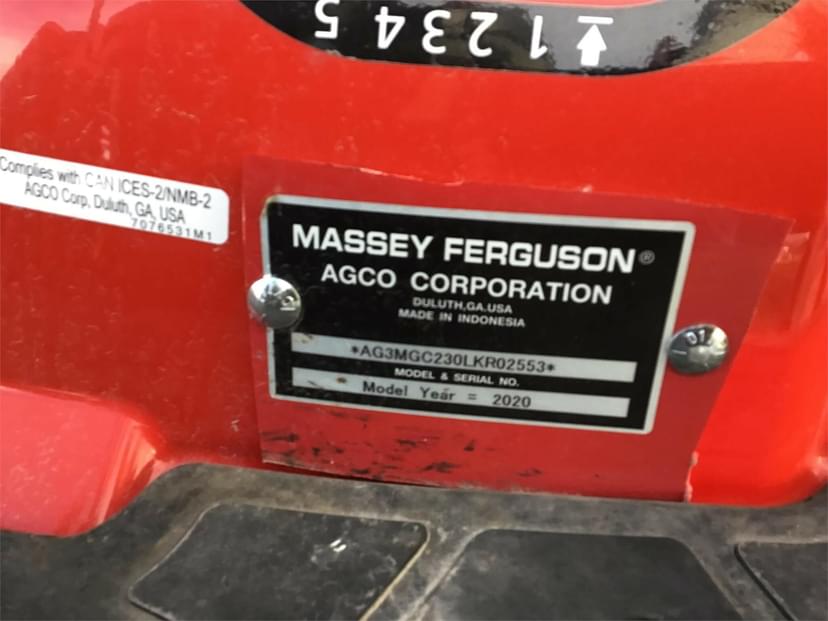 1 2 3 4 5
Complies with CAN ICES-2/NMB-2
AGCO Corp, Duluth, GA, USA
7076531M1
MASSEY FERGUSON®
AGCO CORPORATION
DULUTH,GA.USA
MADE IN INDONESIA
*AG3MGC230LKR02553*
MODEL & SERIAL NO.
Model Year = 2020